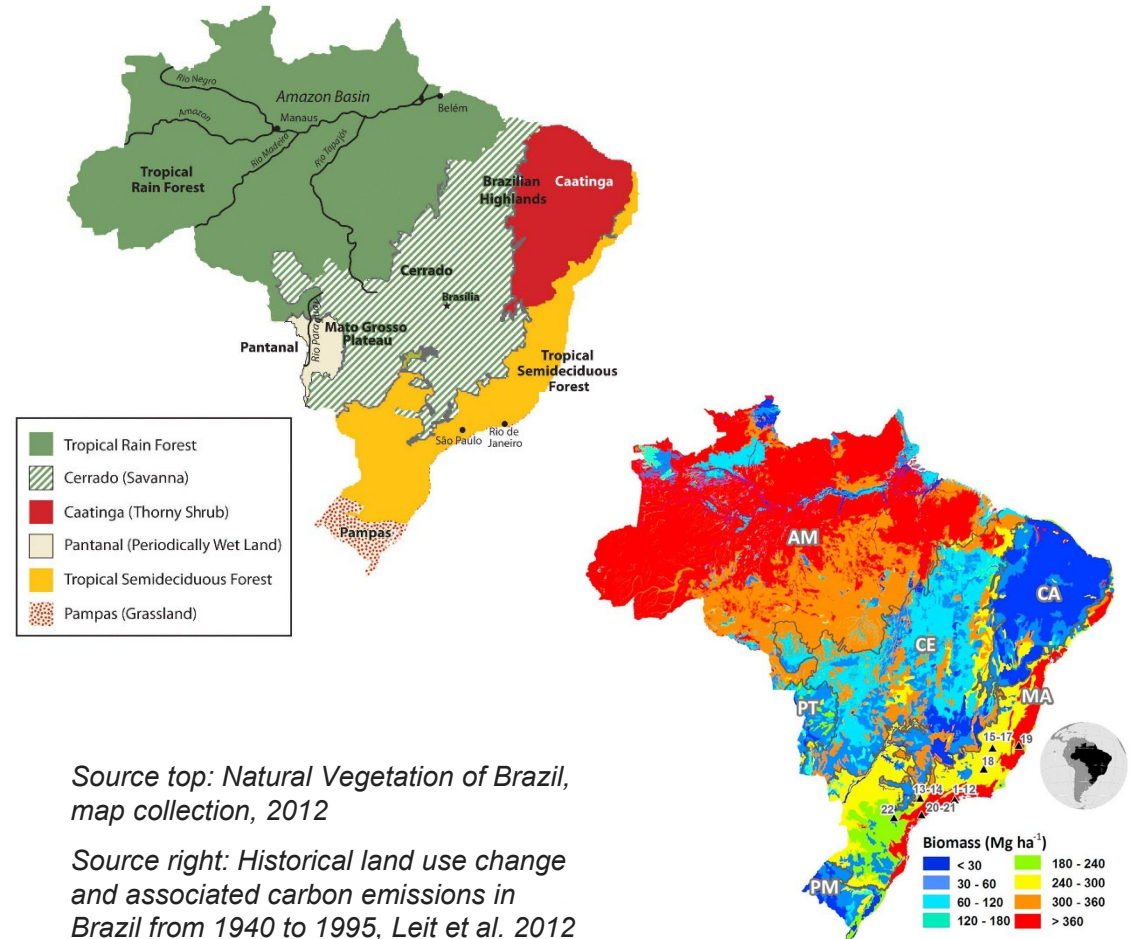 Rio Negro
Amazon Basin
Belém
Amazon
Manaus
Rio Madeira
Rio Tapajós
Tropical
Rain Forest
Brazilian
Highlands
Caatinga
Cerrado
Brasília
Rio Paraguay
Mato Grosso
Plateau
Pantanal
Tropical
Semideciduous
Forest
São Paulo
Rio de
Janeiro
Pampas
Tropical Rain Forest
Cerrado (Savanna)
Caatinga (Thorny Shrub)
Pantanal (Periodically Wet Land)
Tropical Semideciduous Forest
Pampas (Grassland)
AM
CA
CE
PT
MA
15-17
19
18
13-14
1-12
22
20-21
PM
Biomass (Mg ha-1)
< 30
30 - 60
60 - 120
120 - 180
180 - 240
240 - 300
300 - 360
> 360
Source top: Natural Vegetation of Brazil,
map collection, 2012
Source right: Historical land use change
and associated carbon emissions in
Brazil from 1940 to 1995, Leit et al. 2012